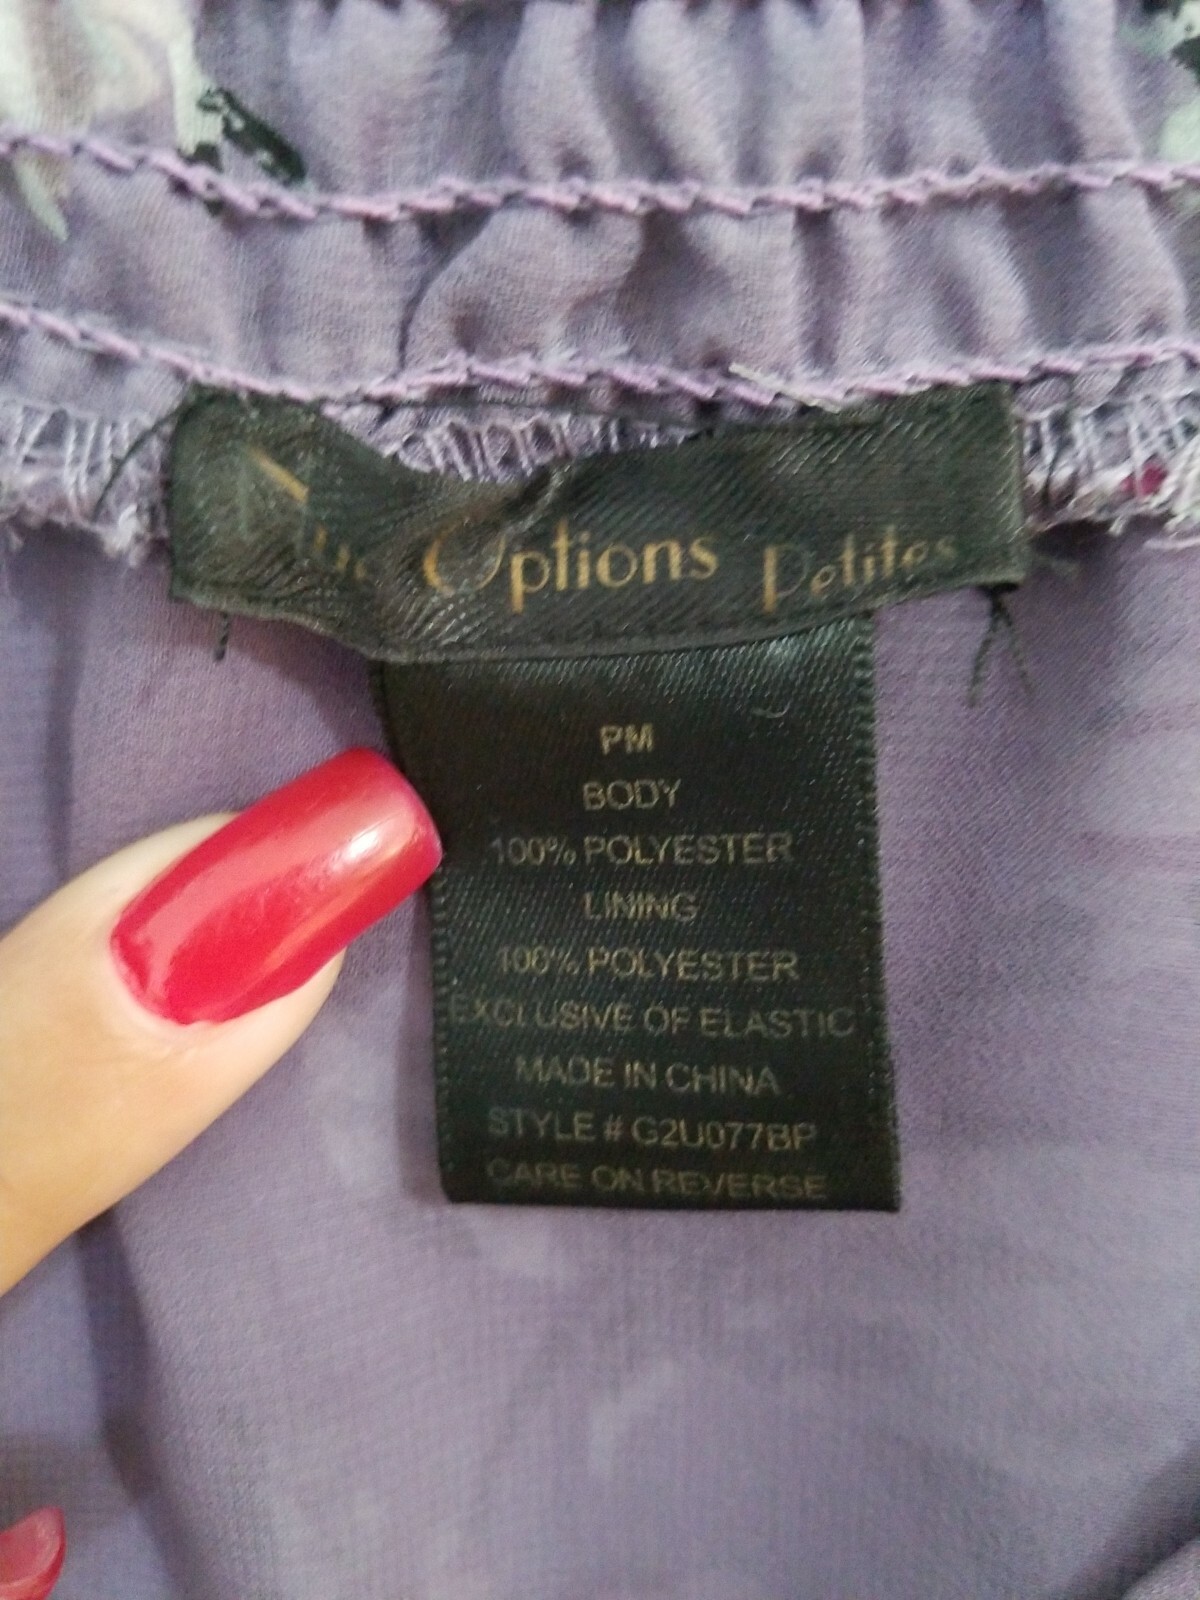 Options Petites
PM
BODY
100% POLYESTER
LINING
100% POLYESTER
EXCLUSIVE OF ELASTIC
MADE IN CHINA
STYLE # G2U077BP
CARE ON REVERSE